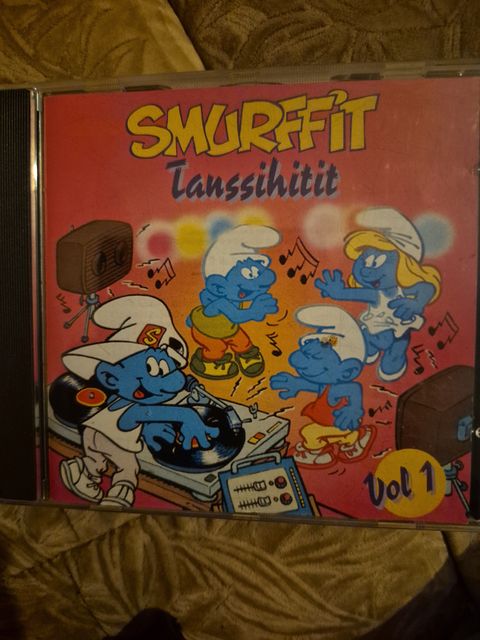 SMURFFIT
Tanssihitit
S
Vol 1